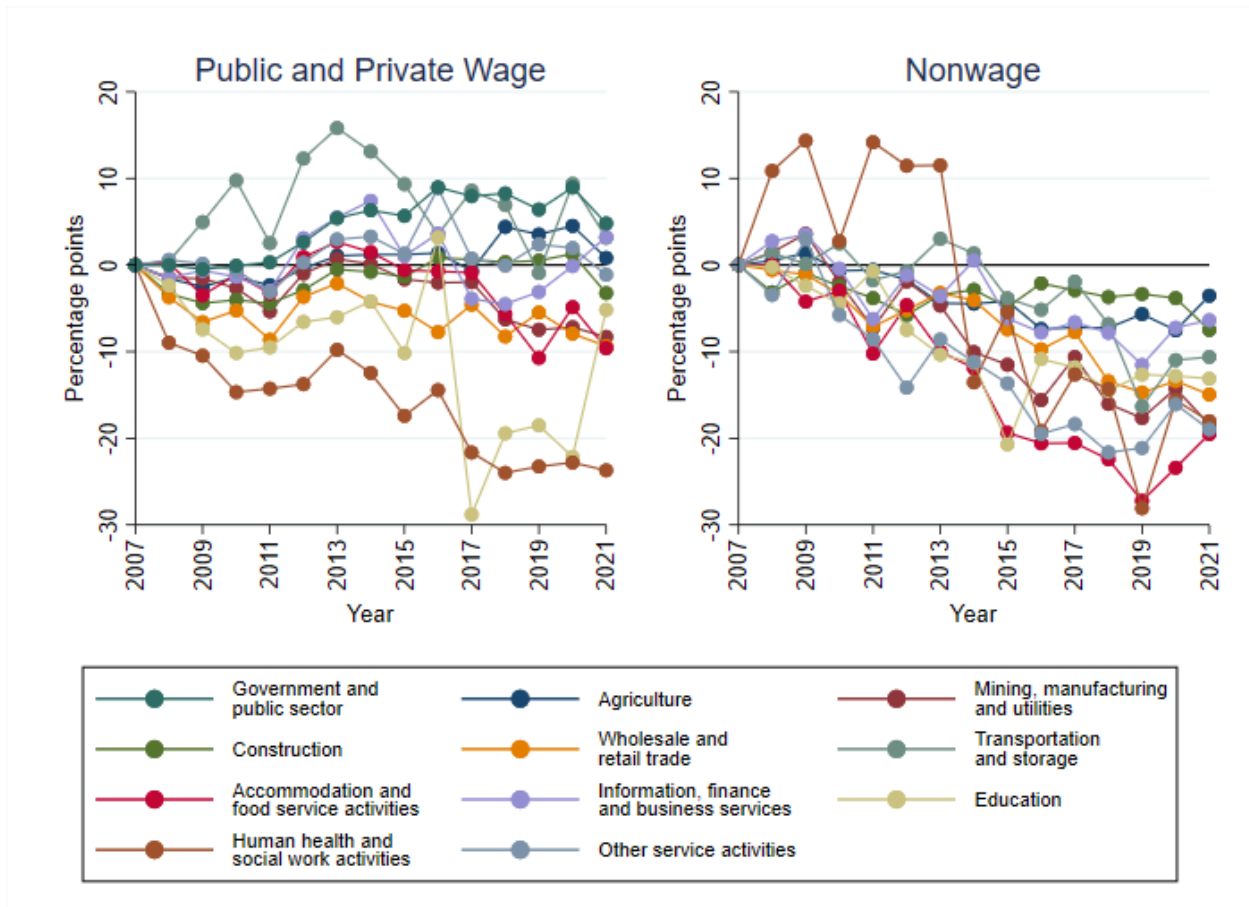 Public and Private Wage
Nonwage
Percentage points
20
10
0
-10
-20
-30
2007
2009
2011
2013
2015
2017
2019
2021
Year
Percentage points
20
10
0
-10
-20
-30
2007
2009
2011
2013
2015
2017
2019
2021
Year
Government and
public sector
Agriculture
Mining, manufacturing
and utilities
Construction
Wholesale and
retail trade
Transportation
and storage
Accommodation and
food service activities
Information, finance
and business services
Education
Human health and
social work activities
Other service activities